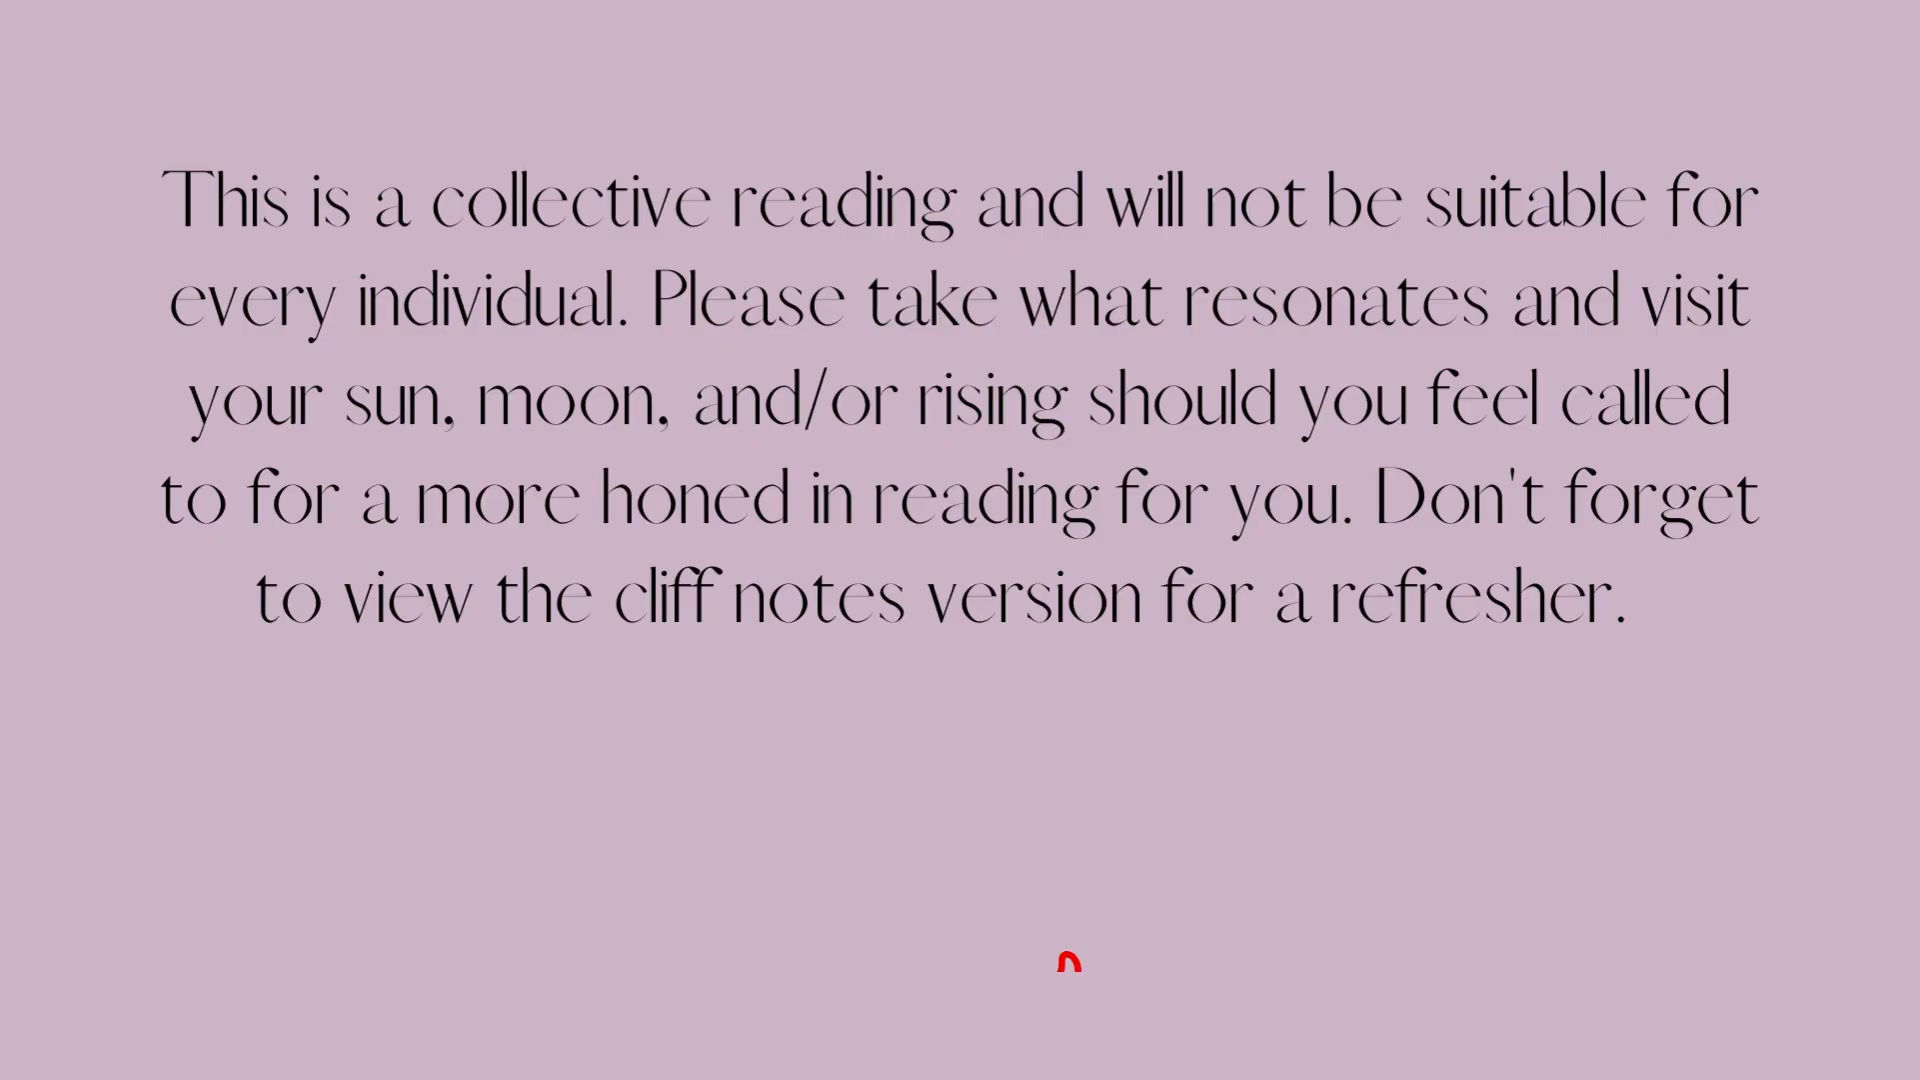 This is a collective reading and will not be suitable for
every individual. Please take what resonates and visit
your sun, moon, and/or rising should you feel called
to for a more honed in reading for you. Don't forget
to view the cliff notes version for a refresher.